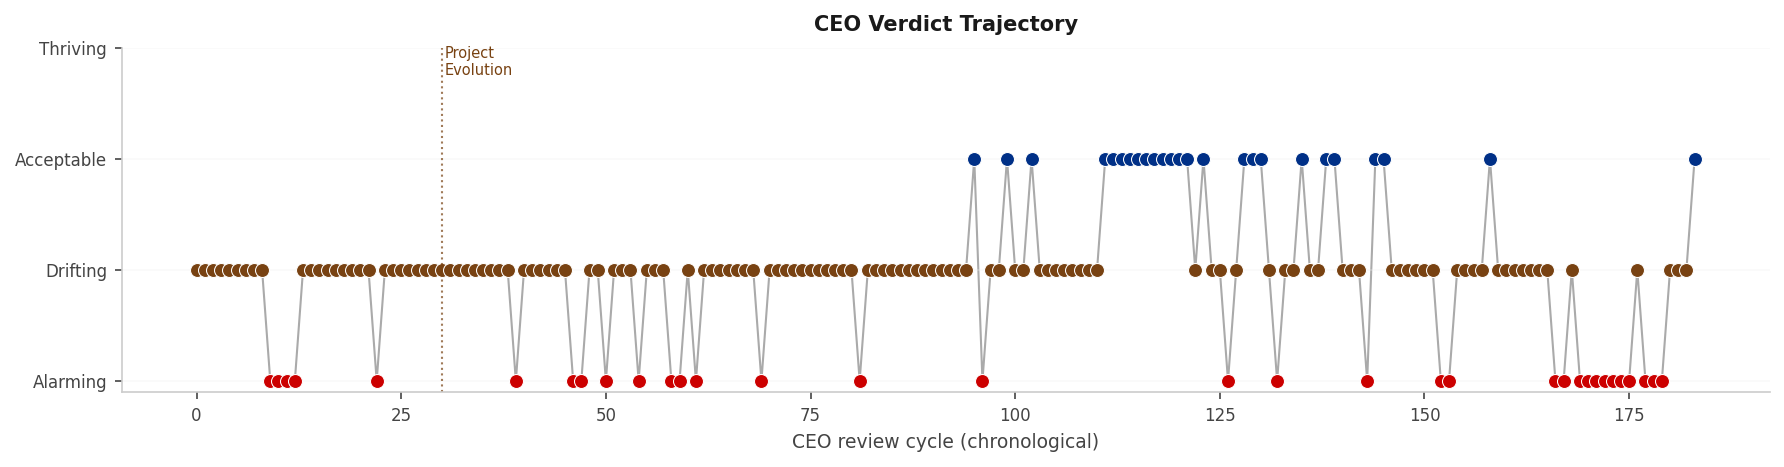 CEO Verdict Trajectory
Thriving
Acceptable
Drifting
Alarming
Project
Evolution
0 25 50 75 100 125 150 175
CEO review cycle (chronological)